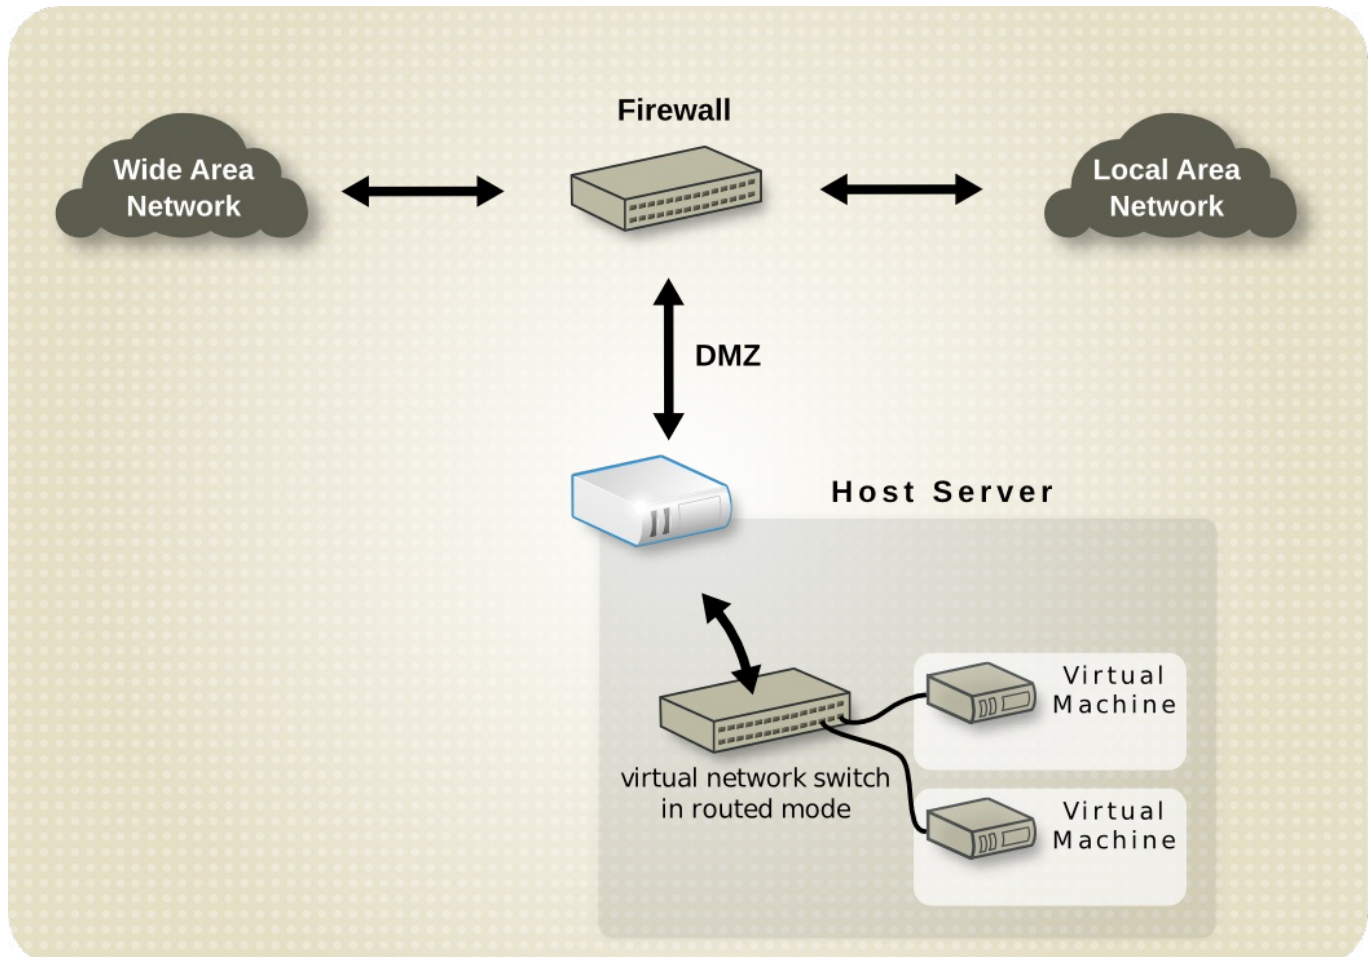 Firewall
Wide Area
Network
Local Area
Network
DMZ
Host Server
Virtual
Machine
virtual network switch
in routed mode
Virtual
Machine